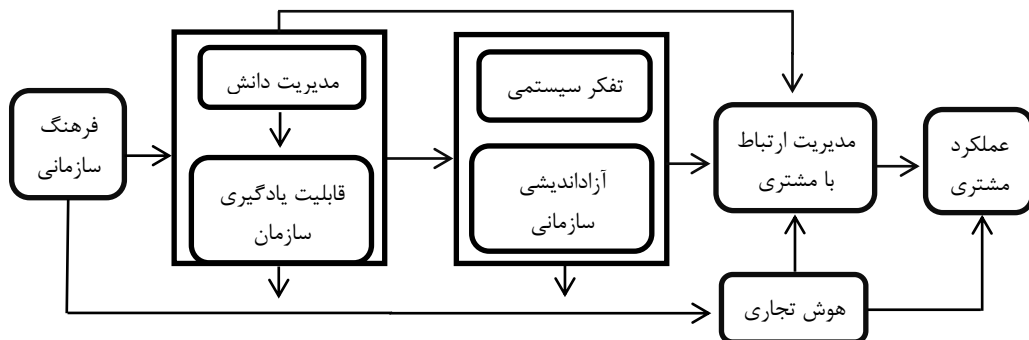 فرهنگ
سازمانی
مدیریت دانش
قابلیت یادگیری
سازمان
تفکر سیستمی
آزاداندیشی
سازمانی
مدیریت ارتباط
با مشتری
هوش تجاری
عملکرد
مشتری